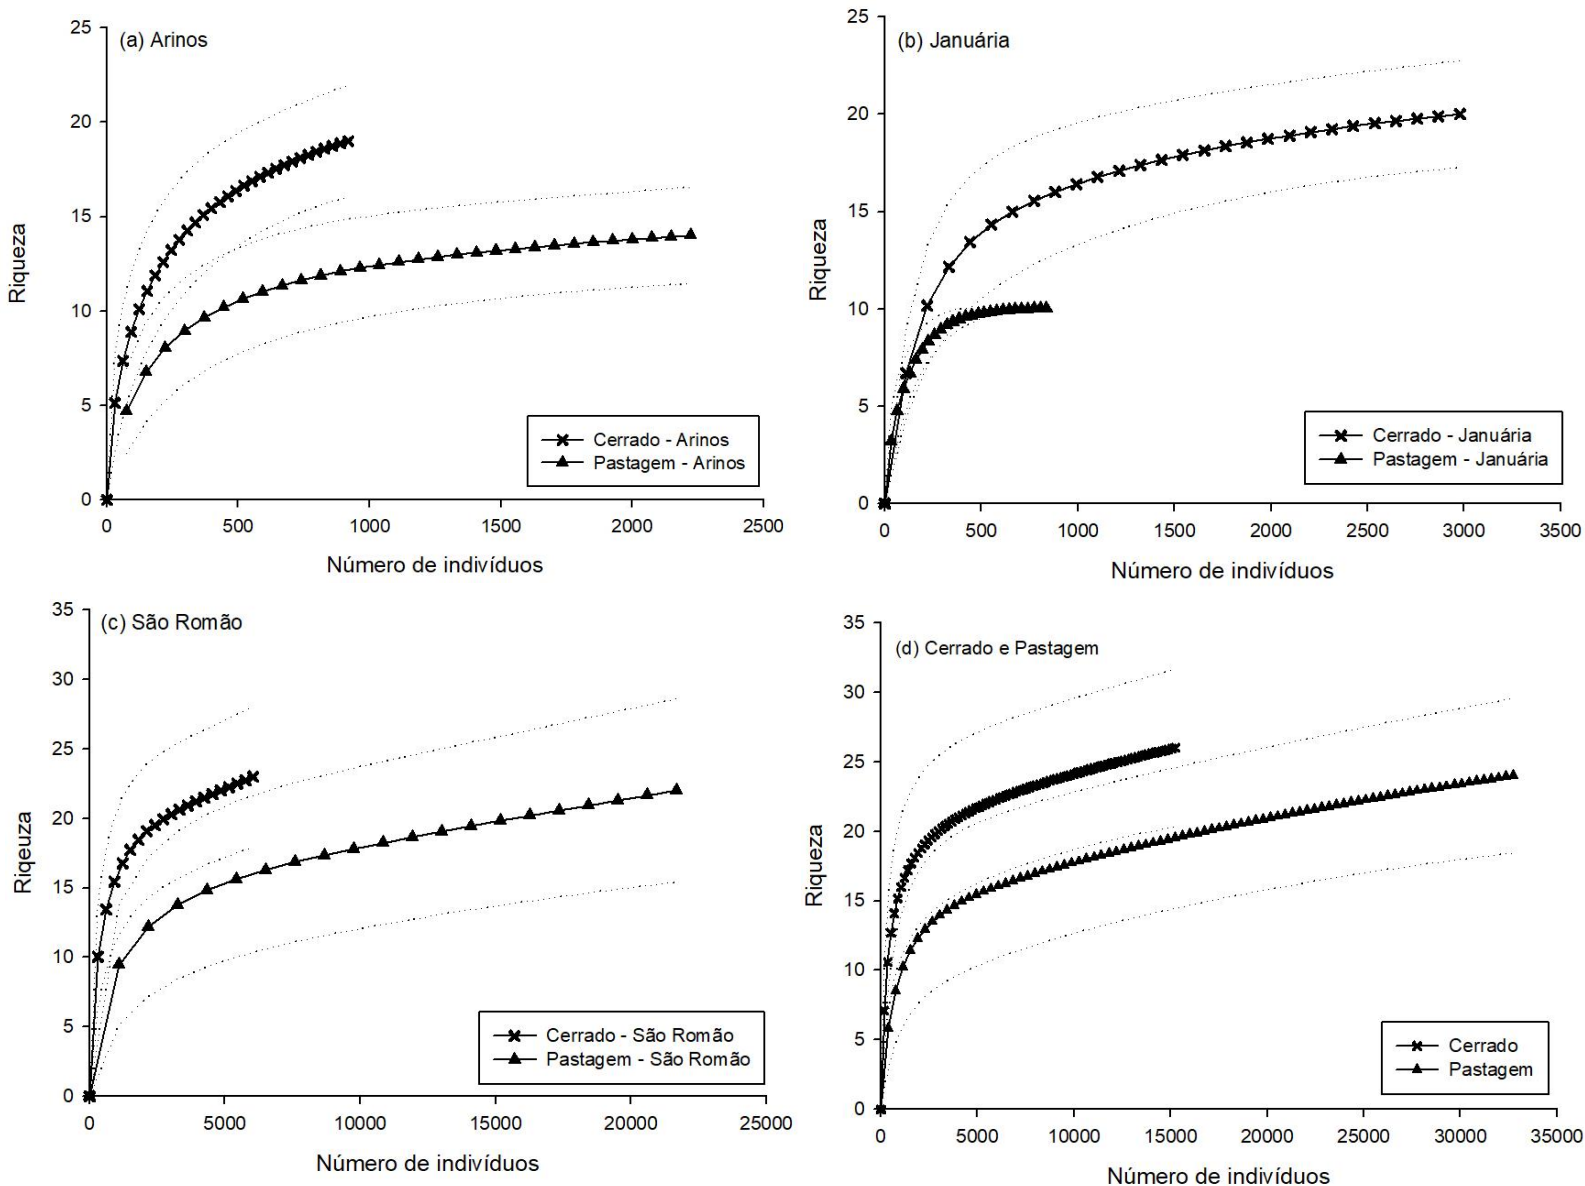 (a) Arinos
25
20
15
10
5
0
Riqueza
0 500 1000 1500 2000 2500
Número de indivíduos
Cerrado - Arinos
Pastagem - Arinos
(b) Januária
25
20
15
10
5
0
Riqueza
0 500 1000 1500 2000 2500 3000 3500
Número de indivíduos
Cerrado - Januária
Pastagem - Januária
(c) São Romão
35
30
25
20
15
10
5
0
Riqeuza
0 5000 10000 15000 20000 25000
Número de indivíduos
Cerrado - São Romão
Pastagem - São Romão
(d) Cerrado e Pastagem
35
30
25
20
15
10
5
0
Riqueza
0 5000 10000 15000 20000 25000 30000 35000
Número de indivíduos
Cerrado
Pastagem